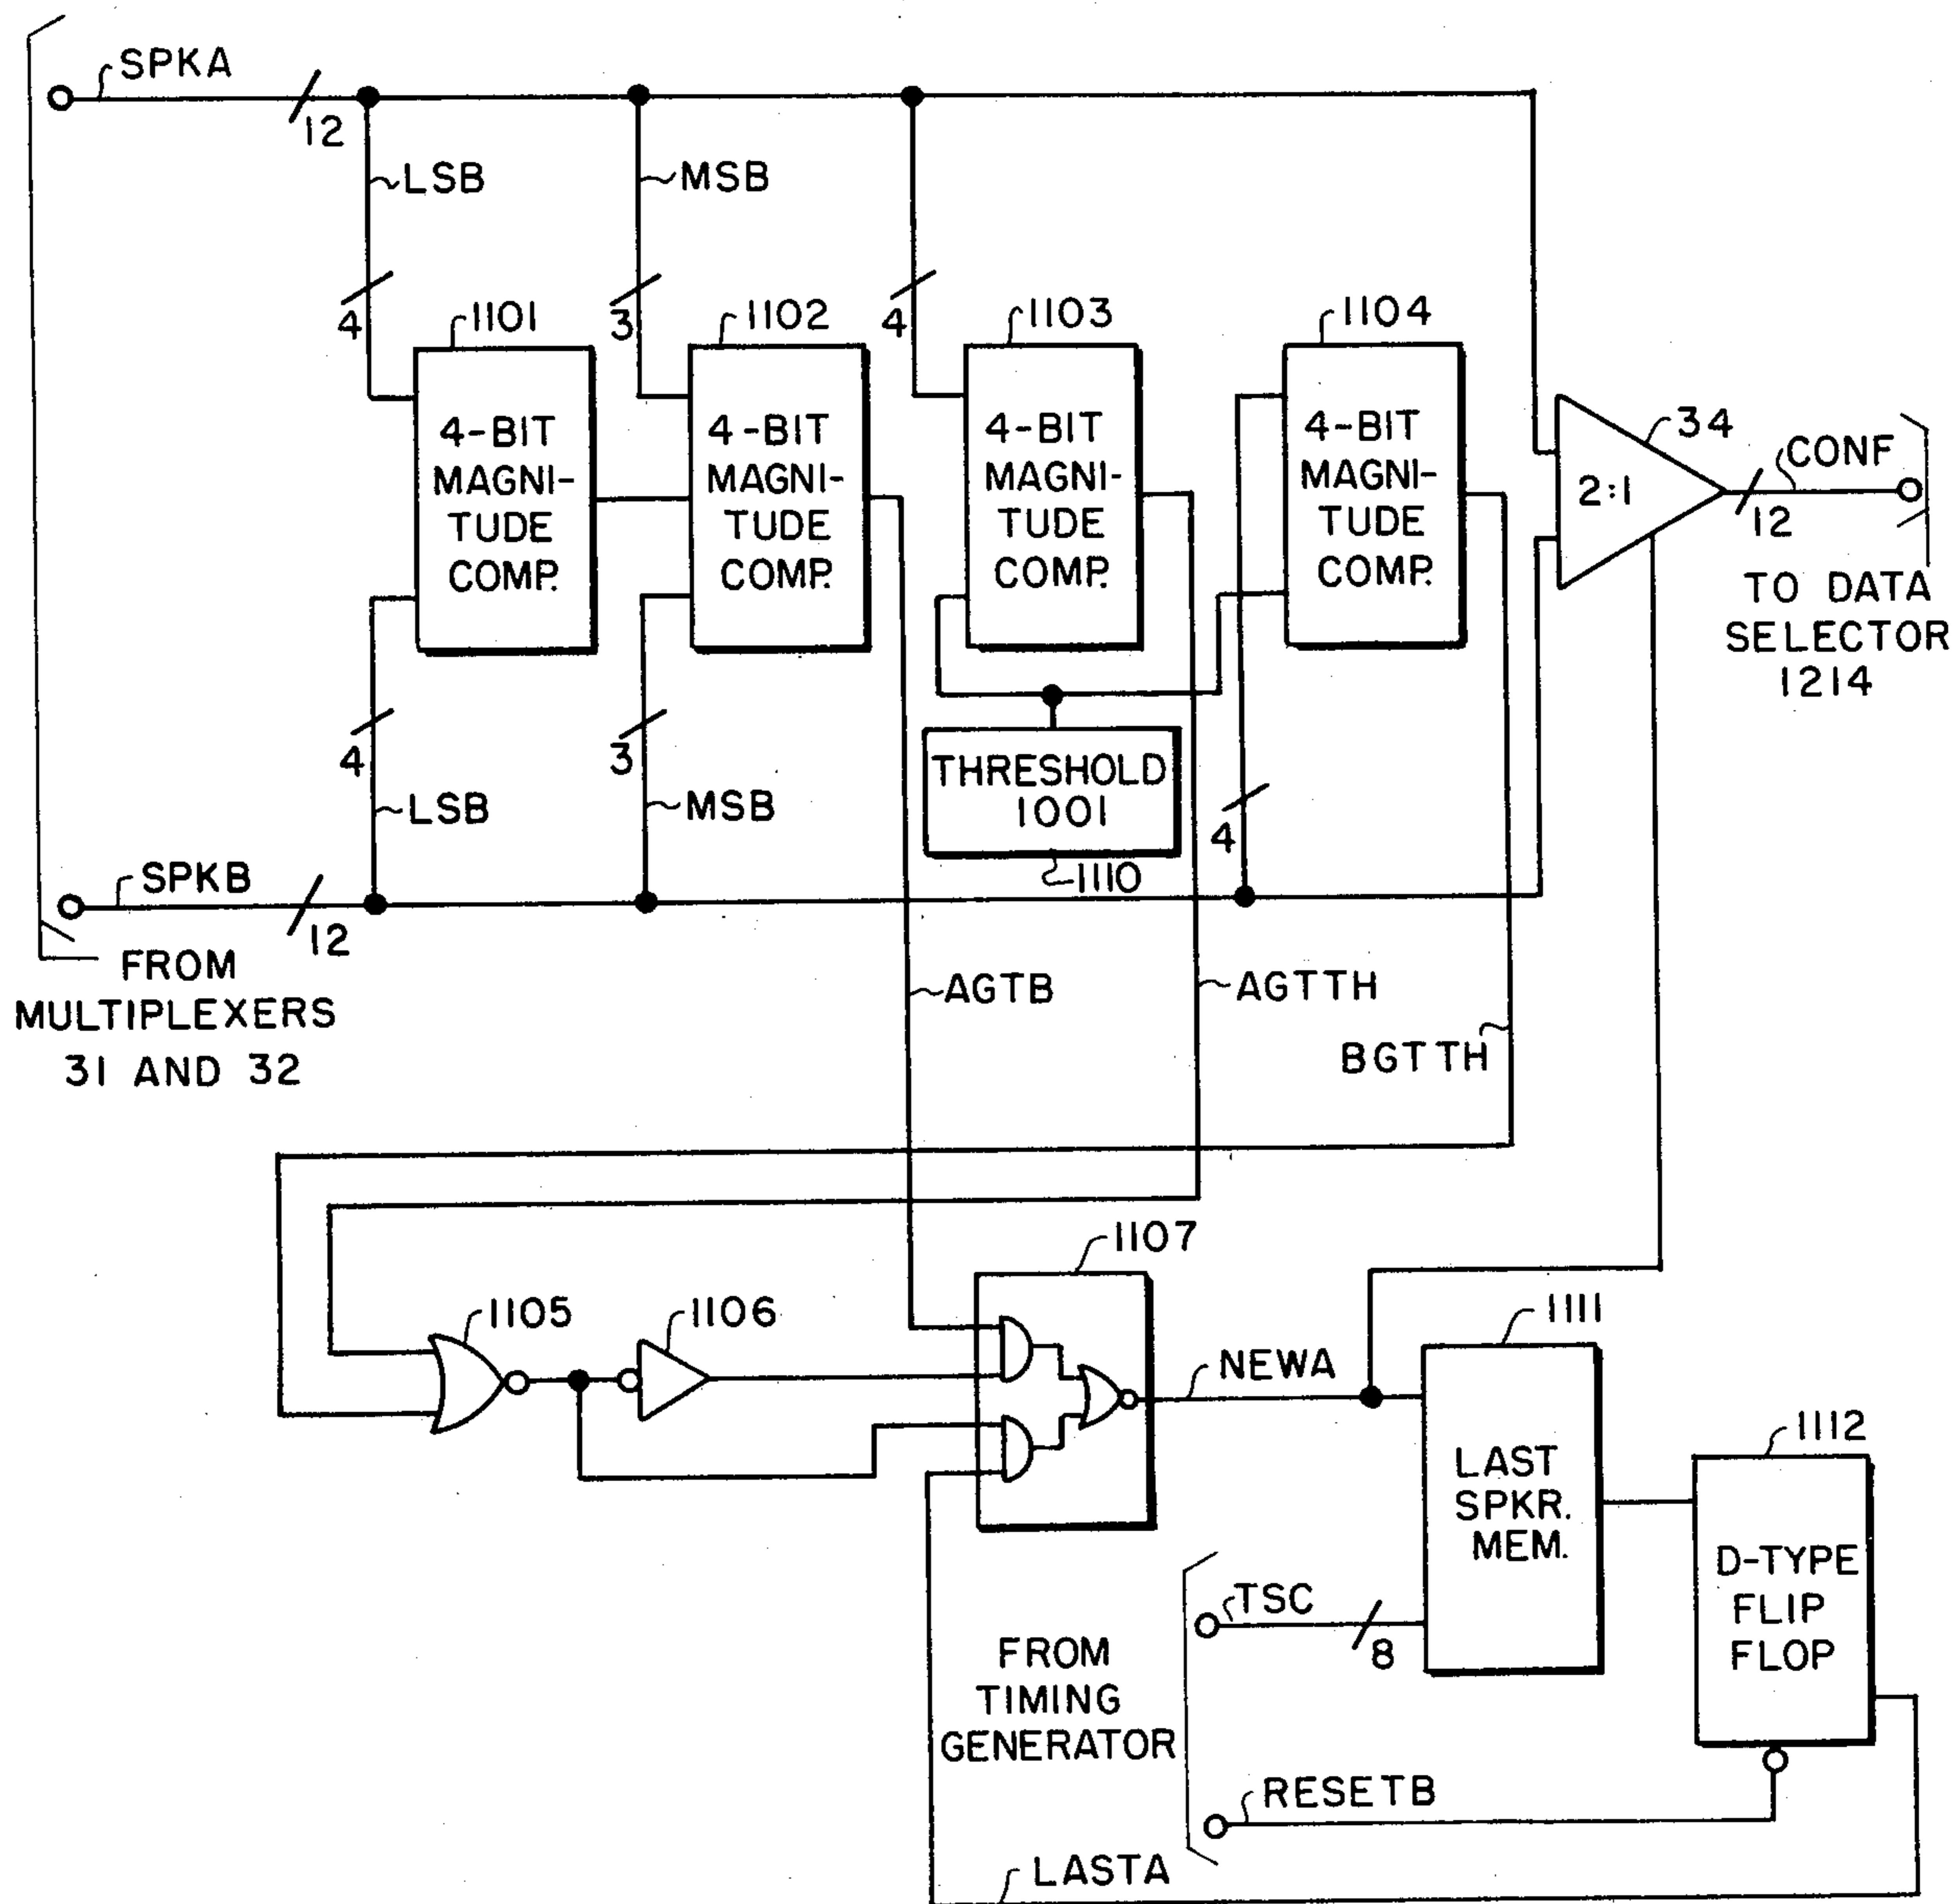 SPKA
12
LSB
MSB
4
3
4
1101
1102
1103
1104
4-BIT
MAGNI-
TUDE
COMP.
4-BIT
MAGNI-
TUDE
COMP.
4-BIT
MAGNI-
TUDE
COMP.
4-BIT
MAGNI-
TUDE
COMP.
34
2:1
CONF
12
TO DATA
SELECTOR
1214
4
3
THRESHOLD
1001
4
LSB
MSB
1110
SPKB
12
FROM
MULTIPLEXERS
31 AND 32
AGTB
AGTTH
BGTTH
1105
1106
1107
NEWA
1111
LAST
SPKR.
MEM.
1112
D-TYPE
FLIP
FLOP
TSC
8
FROM
TIMING
GENERATOR
RESETB
LASTA